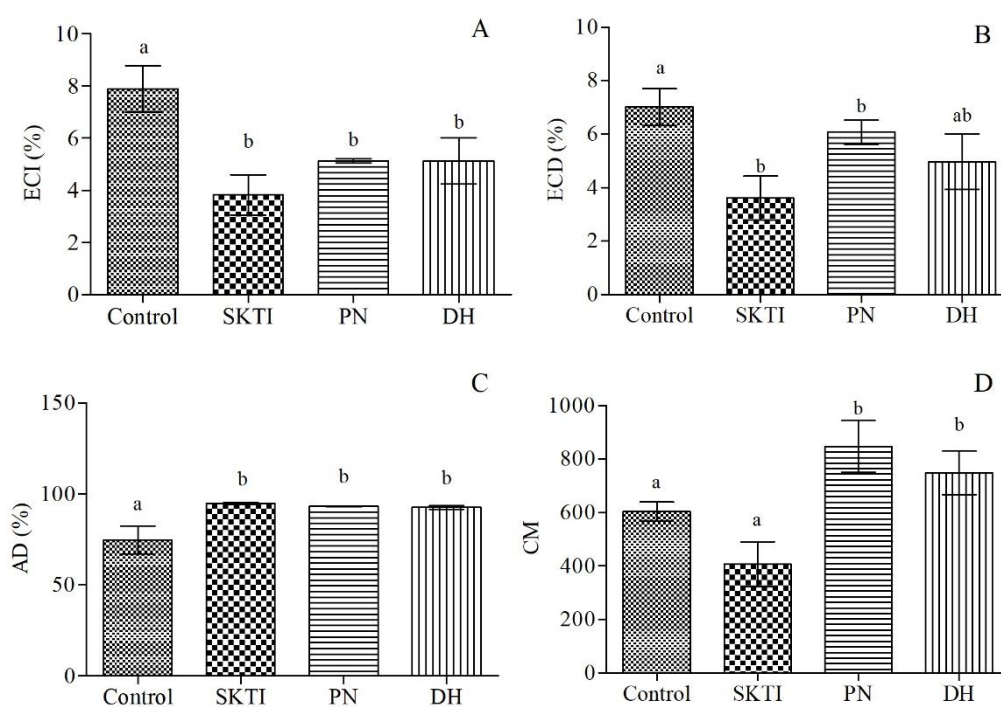 A
ECI (%)
10
8
6
4
2
0
a
b
b
b
Control SKTI PN DH
B
ECD (%)
10
8
6
4
2
0
a
b
b
ab
Control SKTI PN DH
C
AD (%)
150
100
50
0
a
b
b
b
Control SKTI PN DH
D
CM
1000
800
600
400
200
0
a
a
b
b
Control SKTI PN DH